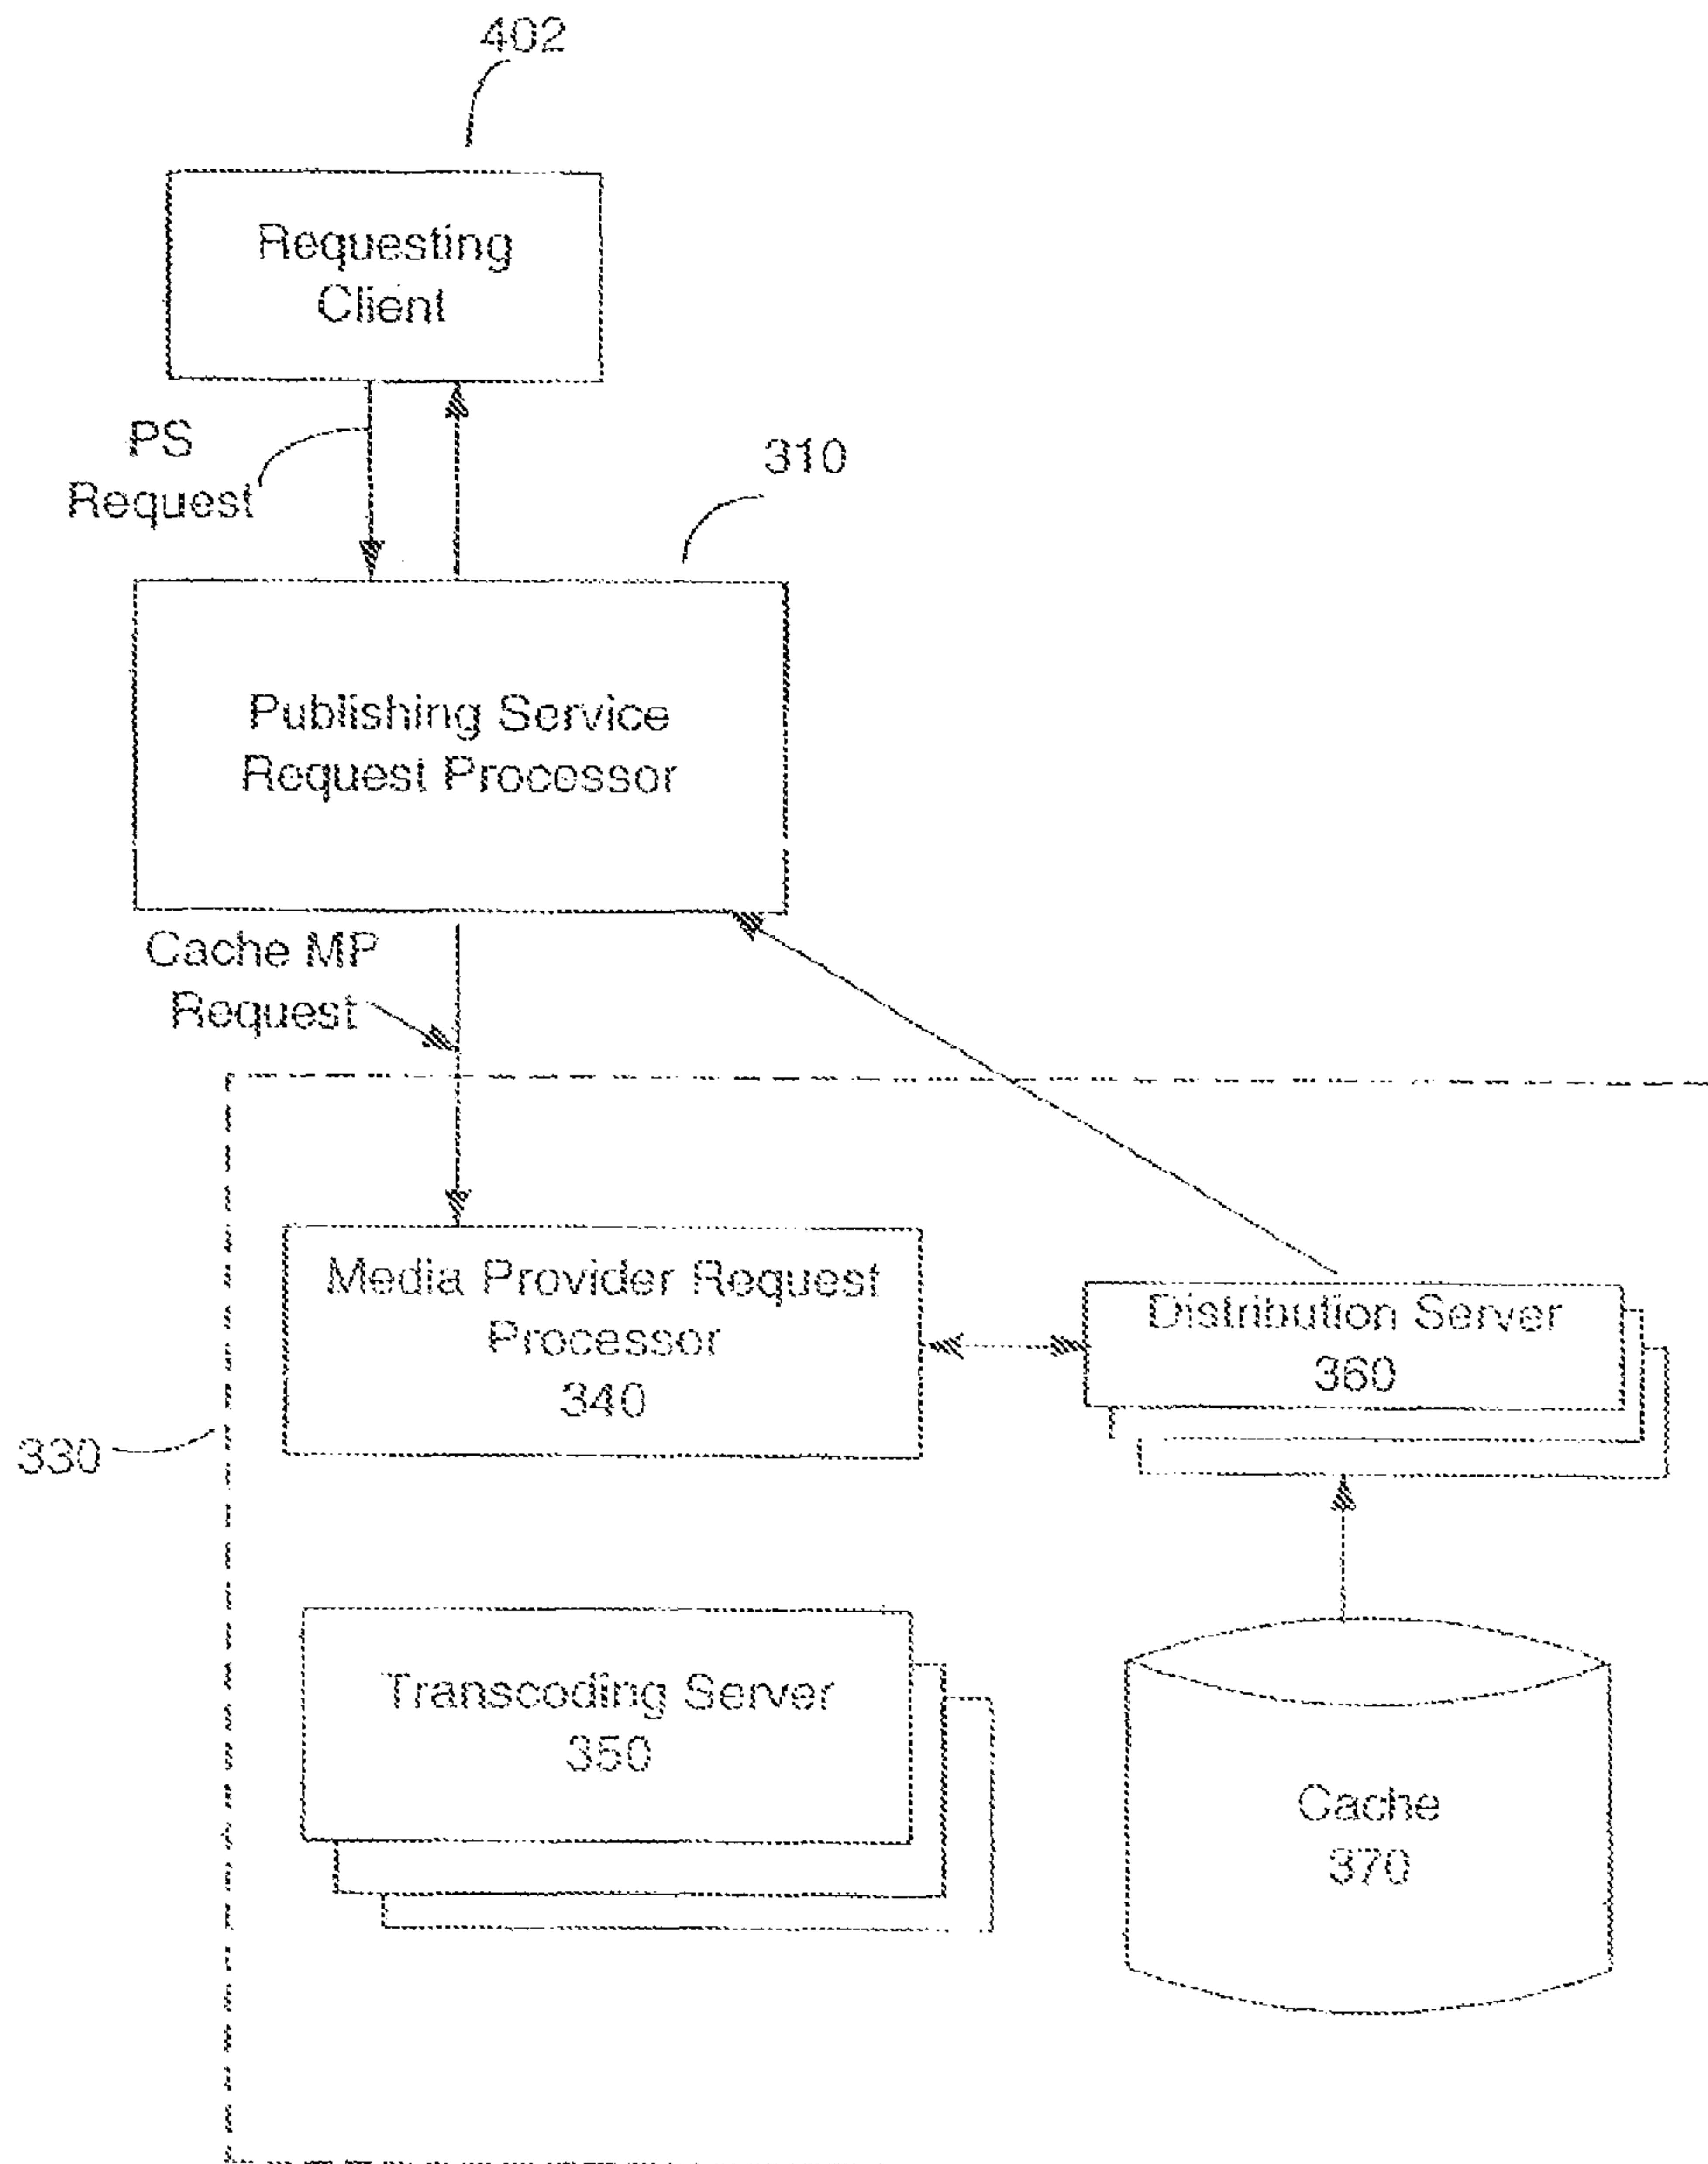 402
Requesting
Client
PS
Request
310
Publishing Service
Request Processor
Cache MP
Request
Media Provider Request
Processor
340
Distribution Server
360
330
Transcoding Server
350
Cache
370